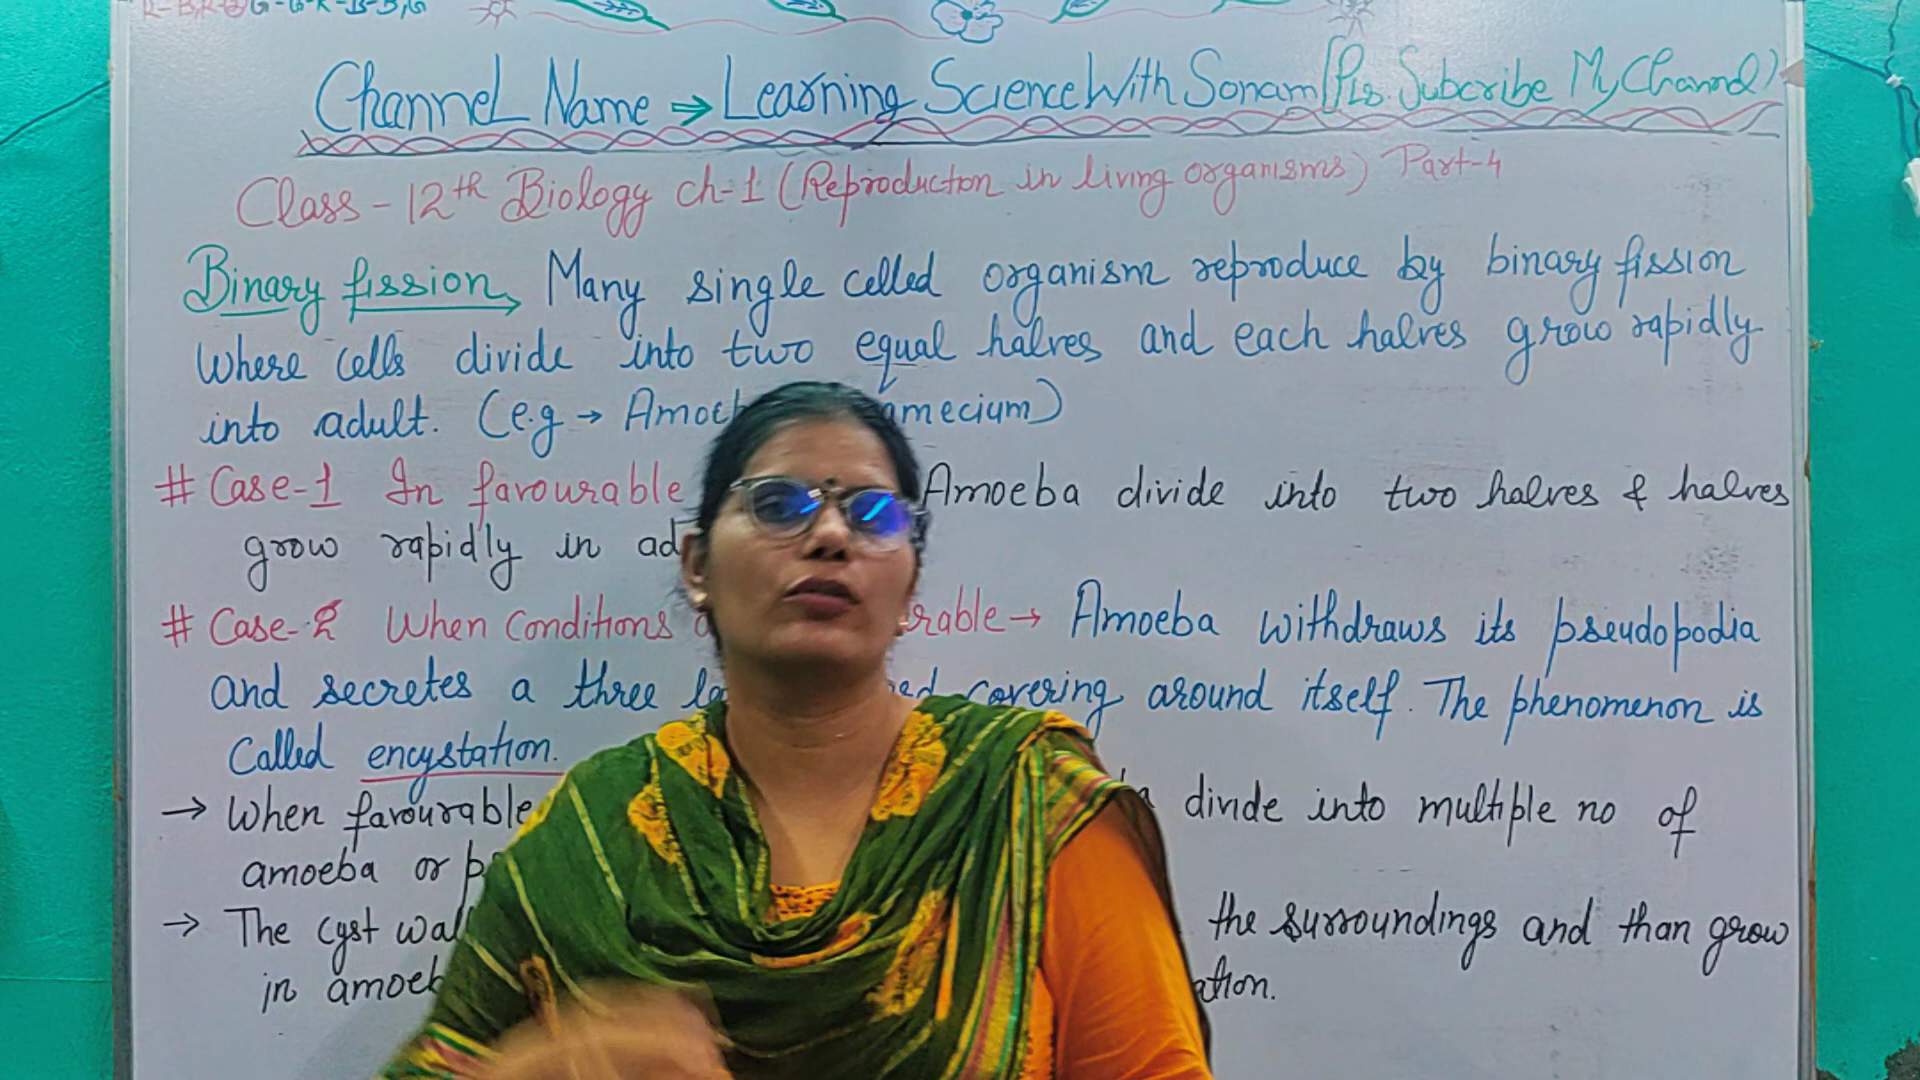 Channel Name → Learning Science With Sonam (Pls. Subcribe My Channel)
Class - 12th Biology ch-1 (Reproduction in living organisms) Part-4
Binary fission → Many single celled organism reproduce by binary fission
Where cells divide into two equal halves and each halves grow rapidly
into adult. (e.g → Amoeb mecium)
# Case-1 In favourable Amoeba divide into two halves & halves
grow rapidly in ad
# Case-2 When Conditions rable → Amoeba withdraws its pseudopodia
and secretes a three covering around itself. The phenomenon is
Called encystation.
→ When favourable divide into multiple no of
amoeba or
→ The cyst wal the surroundings and than grow
in amoeb ation.